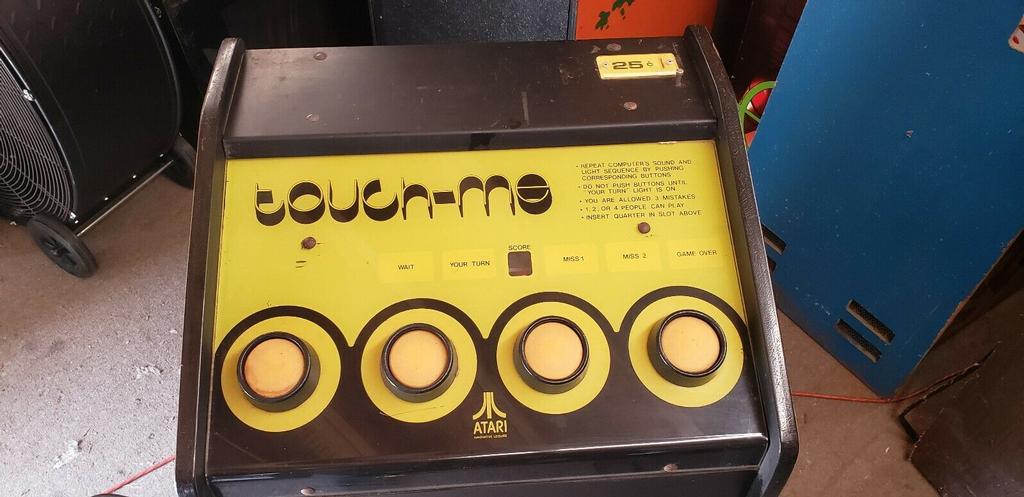 25¢
touch-me
• REPEAT COMPUTER'S SOUND AND
LIGHT SEQUENCE BY PUSHING
CORRESPONDING BUTTONS
• DO NOT PUSH BUTTONS UNTIL
"YOUR TURN" LIGHT IS ON
• YOU ARE ALLOWED 3 MISTAKES
• 1, 2, OR 4 PEOPLE CAN PLAY
• INSERT QUARTER IN SLOT ABOVE
WAIT
YOUR TURN
SCORE
MISS 1
MISS 2
GAME OVER
ATARI
INNOVATIVE LEISURE